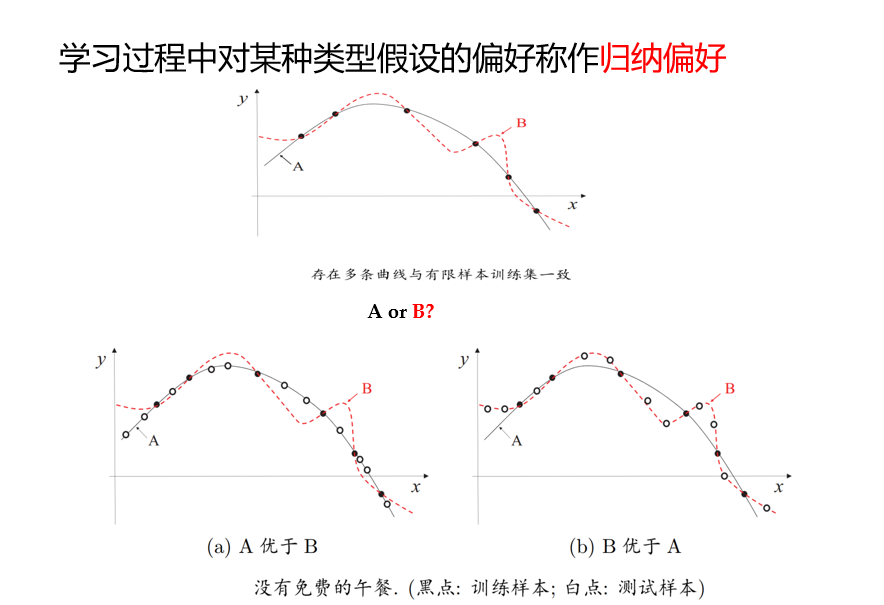 学习过程中对某种类型假设的偏好称作归纳偏好
y
B
A
x
存在多条曲线与有限样本训练集一致
A or B?
y
B
A
x
y
B
A
x
(a) A 优于 B
(b) B 优于 A
没有免费的午餐. (黑点: 训练样本; 白点: 测试样本)